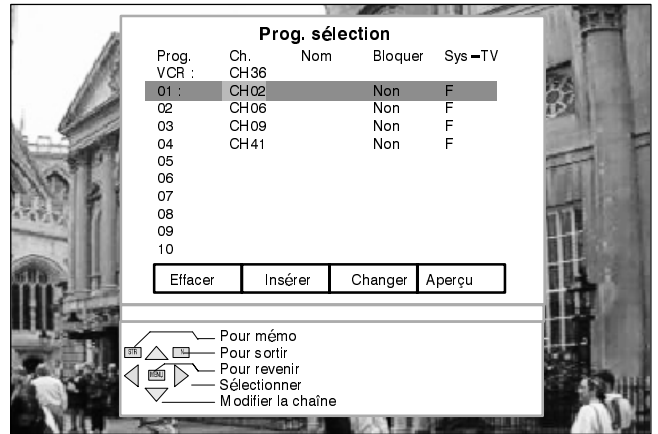 Prog. sélection
Prog. Ch. Nom Bloquer Sys-TV
VCR : CH36
01 : CH02 Non F
02 CH06 Non F
03 CH09 Non F
04 CH41 Non F
05
06
07
08
09
10
Effacer Insérer Changer Aperçu
STR Pour mémo
N Pour sortir
MENU Pour revenir
Sélectionner
Modifier la chaîne